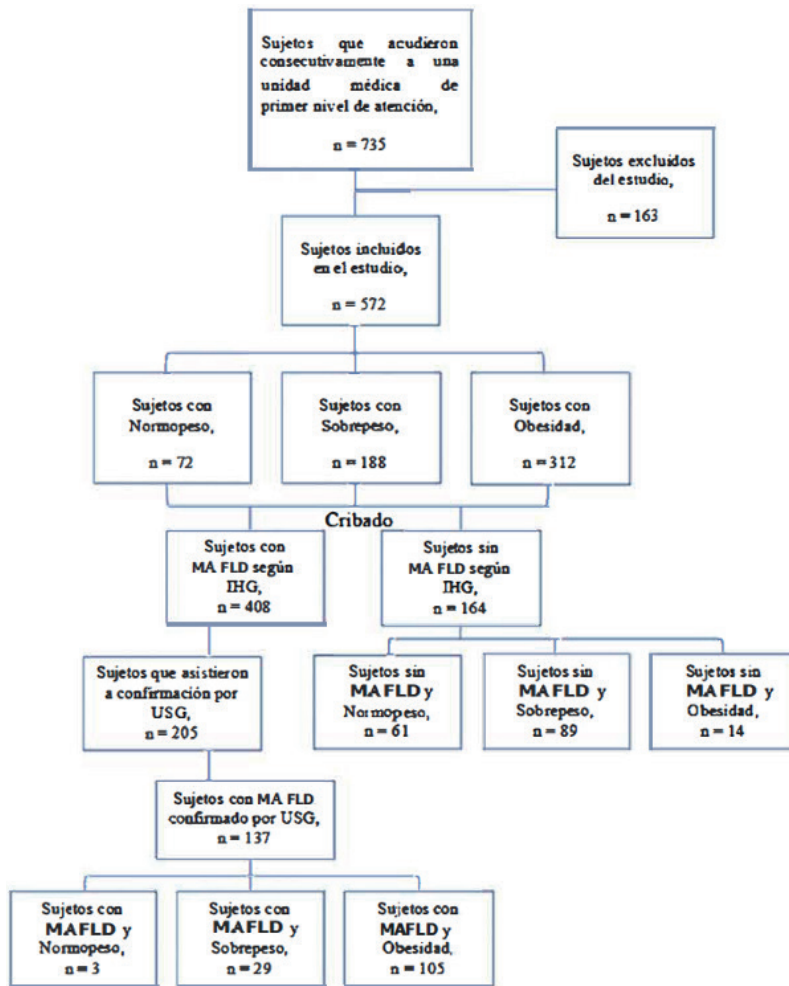 Sujetos que acudieron
consecutivamente a una
unidad médica de
primer nivel de atención,
n = 735
Sujetos excluidos
del estudio,
n = 163
Sujetos incluidos
en el estudio,
n = 572
Sujetos con
Normopeso,
n = 72
Sujetos con
Sobrepeso,
n = 188
Sujetos con
Obesidad,
n = 312
Cribado
Sujetos con
MA FLD según
IHG,
n = 408
Sujetos sin
MA FLD según
IHG,
n = 164
Sujetos que asistieron
a confirmación por
USG,
n = 205
Sujetos sin
MAFLD y
Normopeso,
n = 61
Sujetos sin
MAFLD y
Sobrepeso,
n = 89
Sujetos sin
MAFLD y
Obesidad,
n = 14
Sujetos con MA FLD
confirmado por USG,
n = 137
Sujetos con
MAFLD y
Normopeso,
n = 3
Sujetos con
MAFLD y
Sobrepeso,
n = 29
Sujetos con
MAFLD y
Obesidad,
n = 105